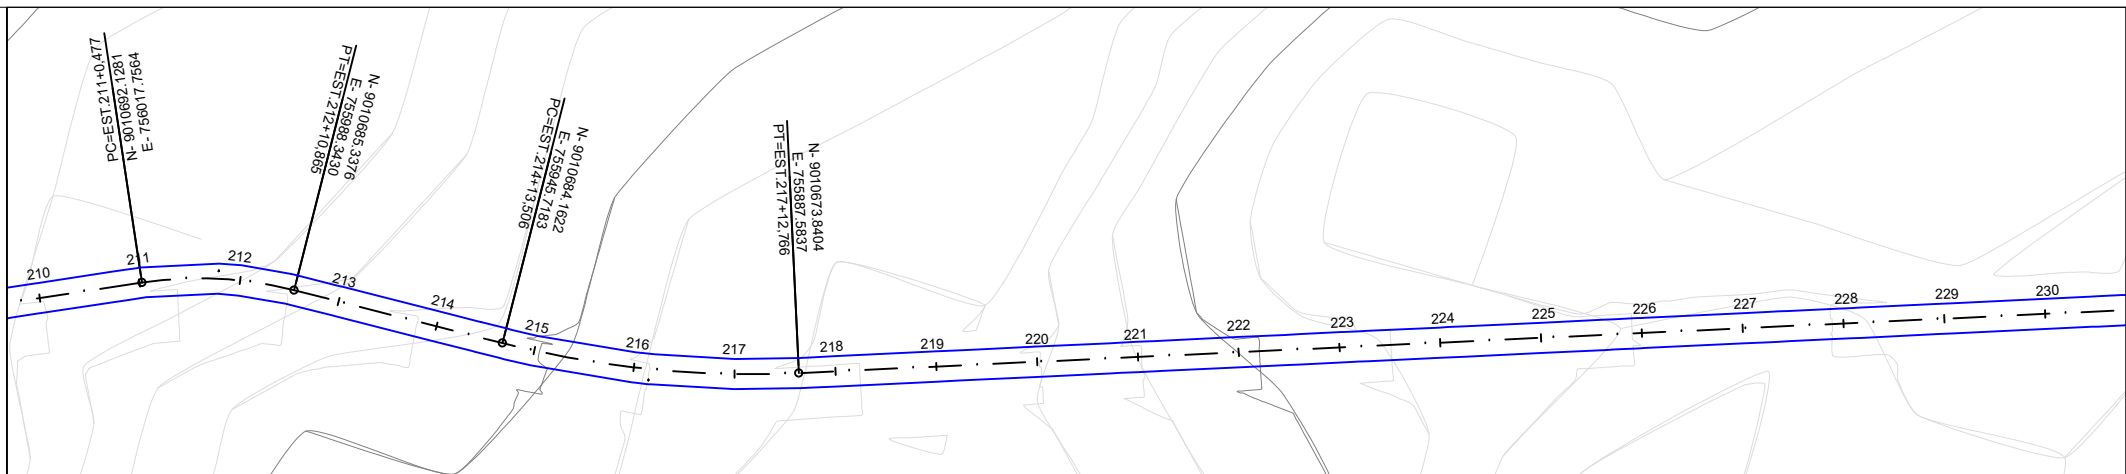 PC=EST.211+0,477
N- 9010692.1281
E- 756017.7564
N- 9010685.3376
E- 755988.3430
PT=EST.212+10,865
N- 9010684.1622
E- 755945.7183
PC=EST.214+13,506
N- 9010673.8404
E- 755887.5837
PT=EST.217+12,766
210
211
212
213
214
215
216
217
218
219
220
221
222
223
224
225
226
227
228
229
230